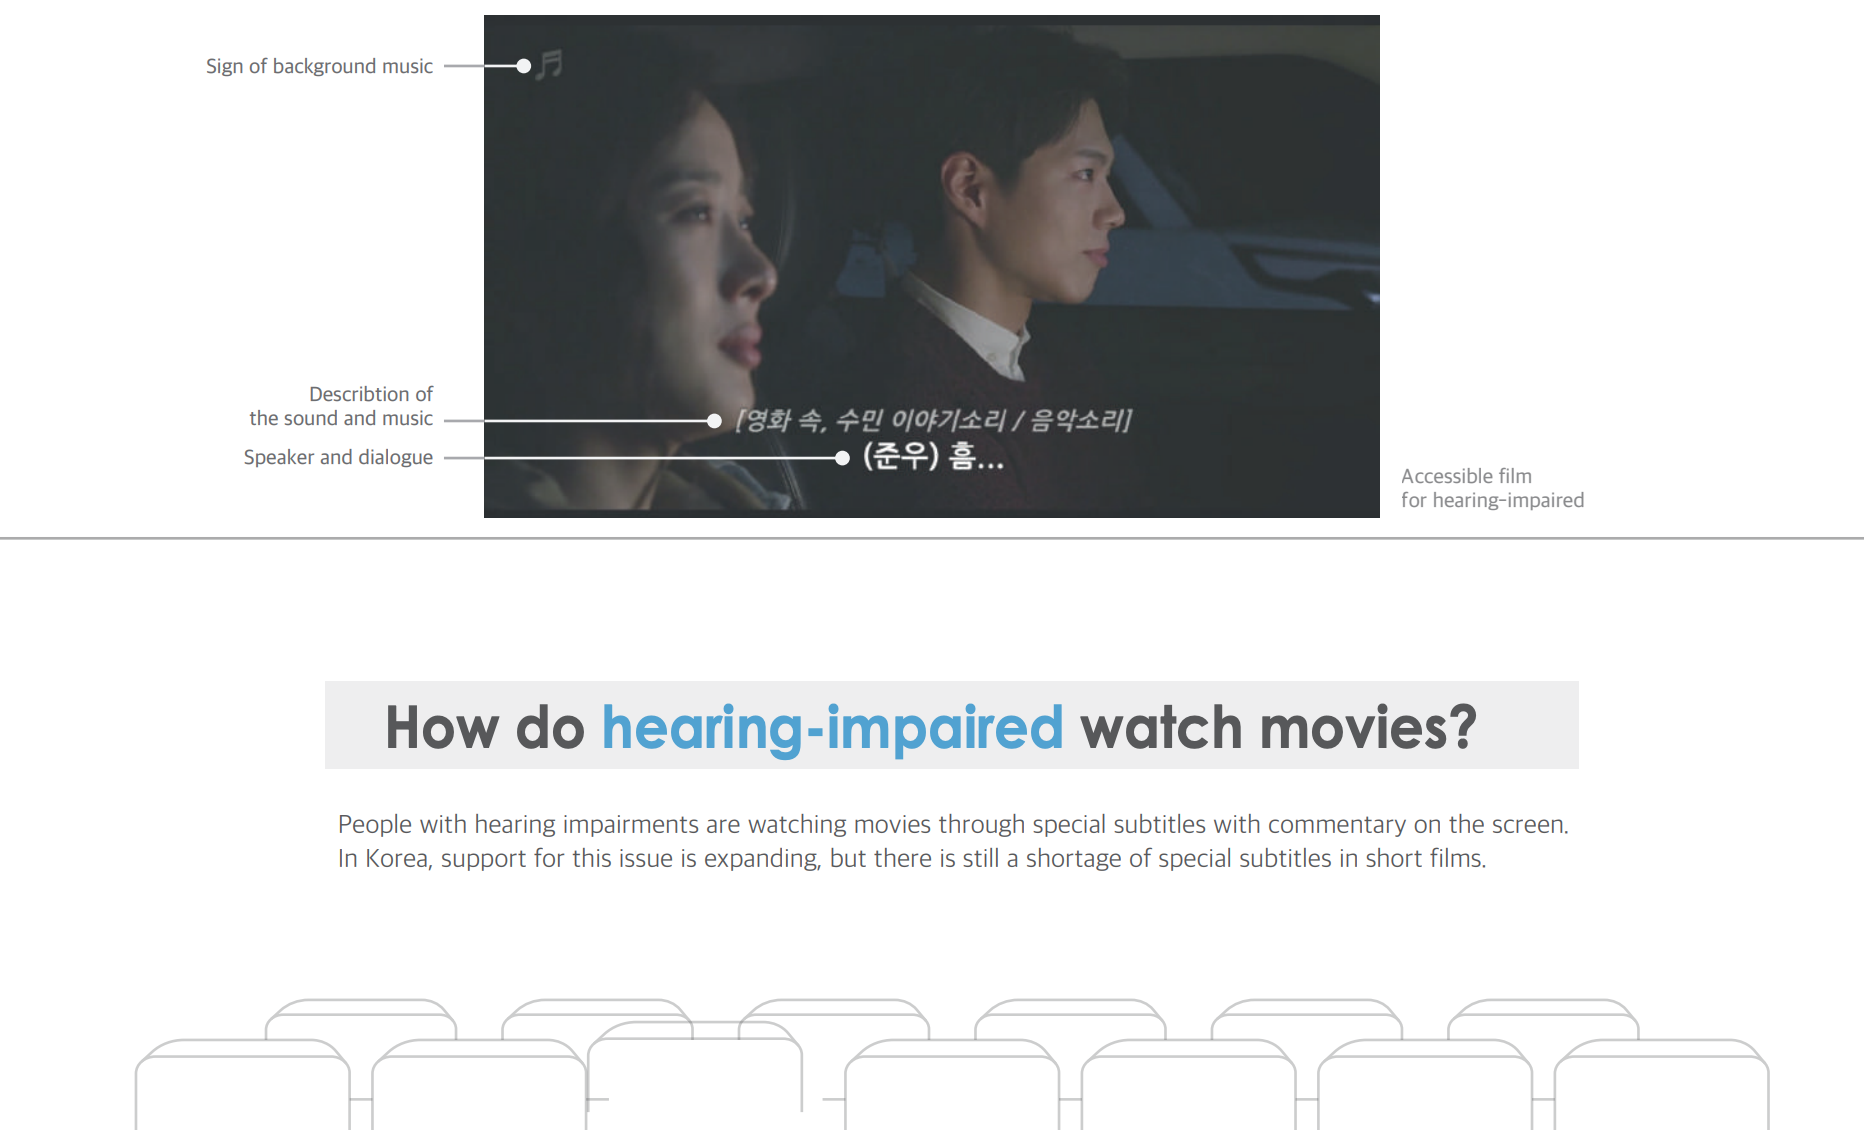 Sign of background music
Describtion of
the sound and music
[영화 속, 수민 이야기소리 / 음악소리]
Speaker and dialogue
(준우) 흠...
Accessible film
for hearing-impaired
How do hearing-impaired watch movies?
People with hearing impairments are watching movies through special subtitles with commentary on the screen.
In Korea, support for this issue is expanding, but there is still a shortage of special subtitles in short films.